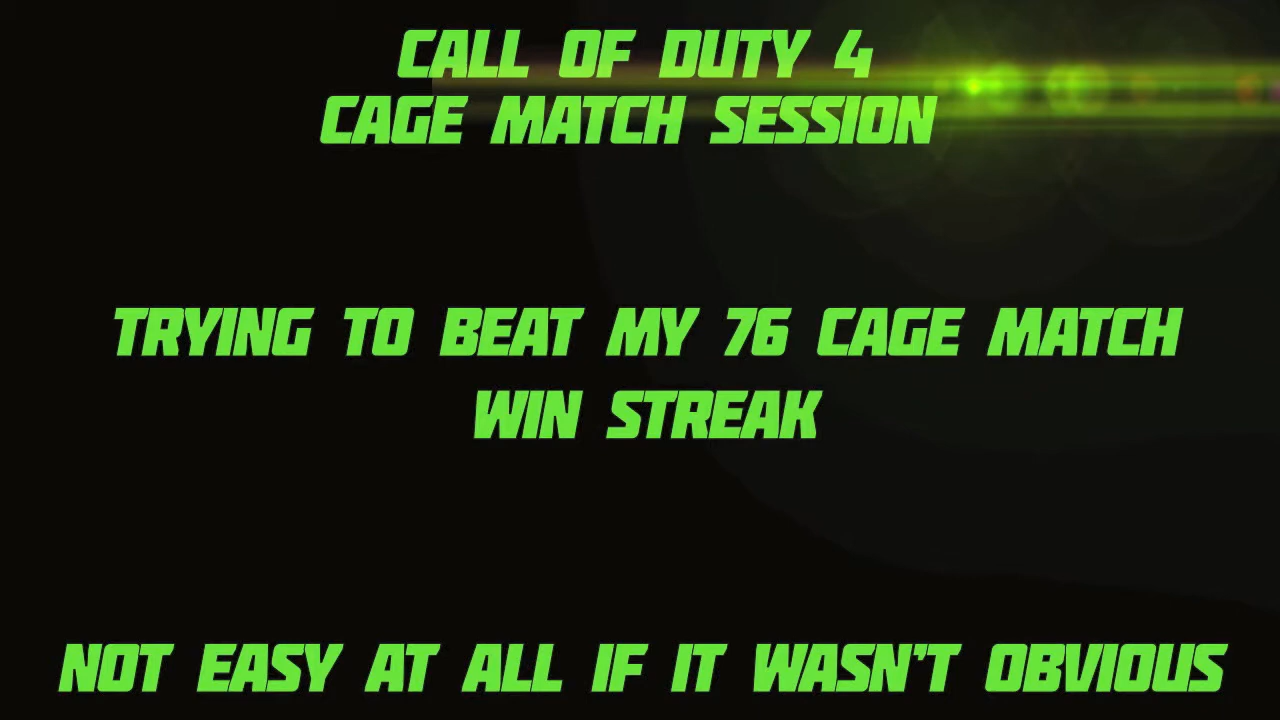 CALL OF DUTY 4
CAGE MATCH SESSION
TRYING TO BEAT MY 76 CAGE MATCH
WIN STREAK
NOT EASY AT ALL IF IT WASN'T OBVIOUS